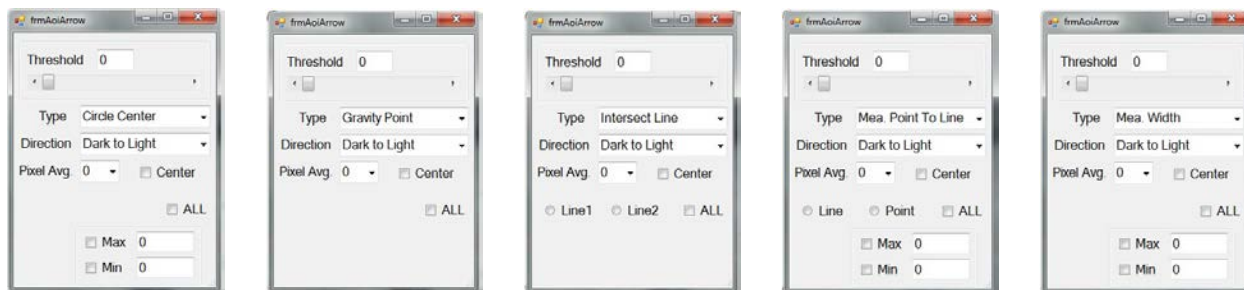 frmAoiArrow
Threshold 0
Type Circle Center
Direction Dark to Light
Pixel Avg. 0 Center
ALL
Max 0
Min 0
frmAoiArrow
Threshold 0
Type Gravity Point
Direction Dark to Light
Pixel Avg. 0 Center
ALL
frmAoiArrow
Threshold 0
Type Intersect Line
Direction Dark to Light
Pixel Avg. 0 Center
Line1 Line2 ALL
frmAoiArrow
Threshold 0
Type Mea. Point To Line
Direction Dark to Light
Pixel Avg. 0 Center
Line Point ALL
Max 0
Min 0
frmAoiArrow
Threshold 0
Type Mea. Width
Direction Dark to Light
Pixel Avg. 0 Center
ALL
Max 0
Min 0